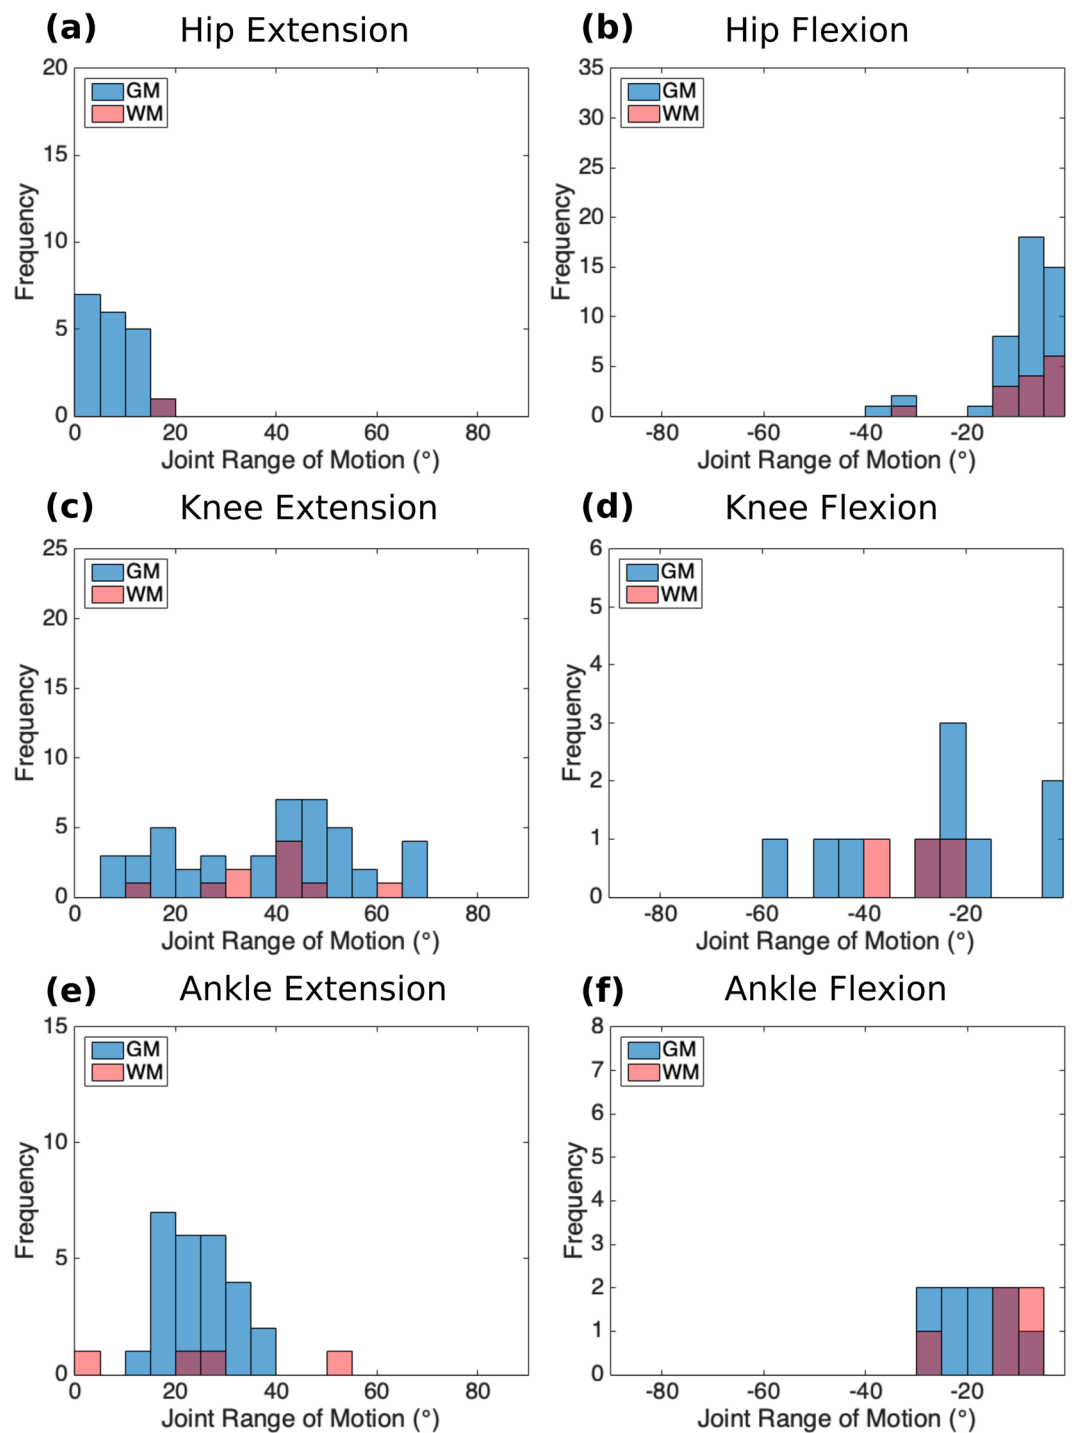 (a) Hip Extension
20
15
10
5
0
GM
WM
Frequency
0 20 40 60 80
Joint Range of Motion (°)
(b) Hip Flexion
35
30
25
20
15
10
5
0
GM
WM
Frequency
-80 -60 -40 -20
Joint Range of Motion (°)
(c) Knee Extension
25
20
15
10
5
0
GM
WM
Frequency
0 20 40 60 80
Joint Range of Motion (°)
(d) Knee Flexion
6
5
4
3
2
1
0
GM
WM
Frequency
-80 -60 -40 -20
Joint Range of Motion (°)
(e) Ankle Extension
15
10
5
0
GM
WM
Frequency
0 20 40 60 80
Joint Range of Motion (°)
(f) Ankle Flexion
8
7
6
5
4
3
2
1
0
GM
WM
Frequency
-80 -60 -40 -20
Joint Range of Motion (°)